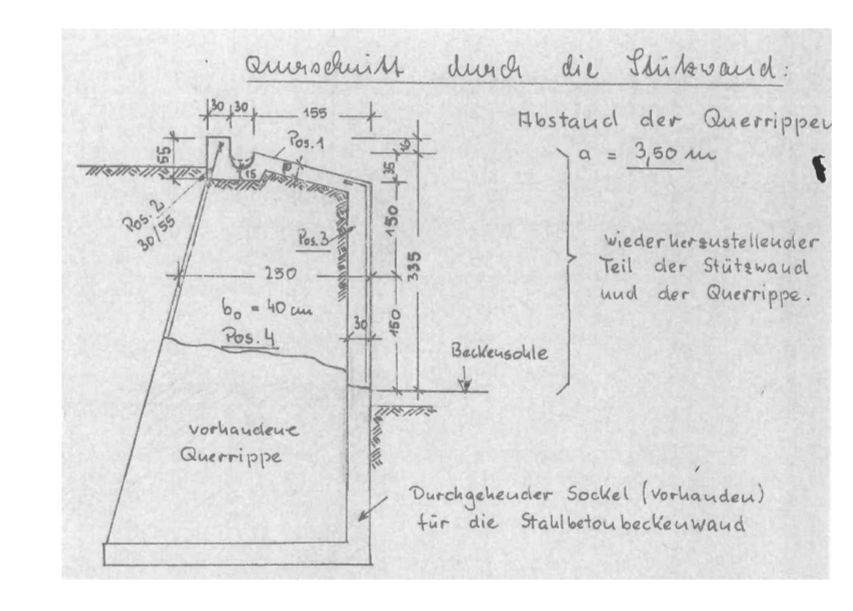 Querschnitt durch die Stützwand:
Abstand der Querrippen
a = 3,50 m
30 30 155
55
Pos. 1
15
35
Pos. 2
30/55
Pos. 3
150
335
wiederherzustellender
Teil der Stützwand
und der Querrippe.
250
b₀ = 40 cm
Pos. 4
30
150
Beckensohle
vorhandene
Querrippe
Durchgehender Sockel (vorhanden)
für die Stahlbetonbeckenwand